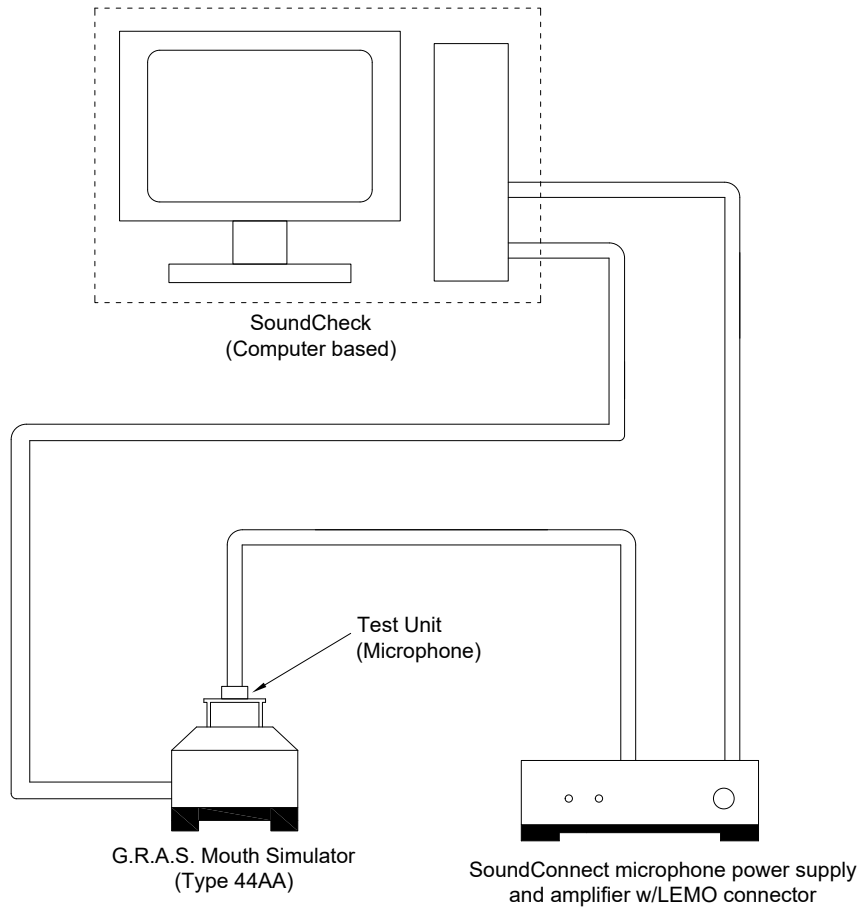 SoundCheck
(Computer based)
Test Unit
(Microphone)
G.R.A.S. Mouth Simulator
(Type 44AA)
SoundConnect microphone power supply
and amplifier w/LEMO connector